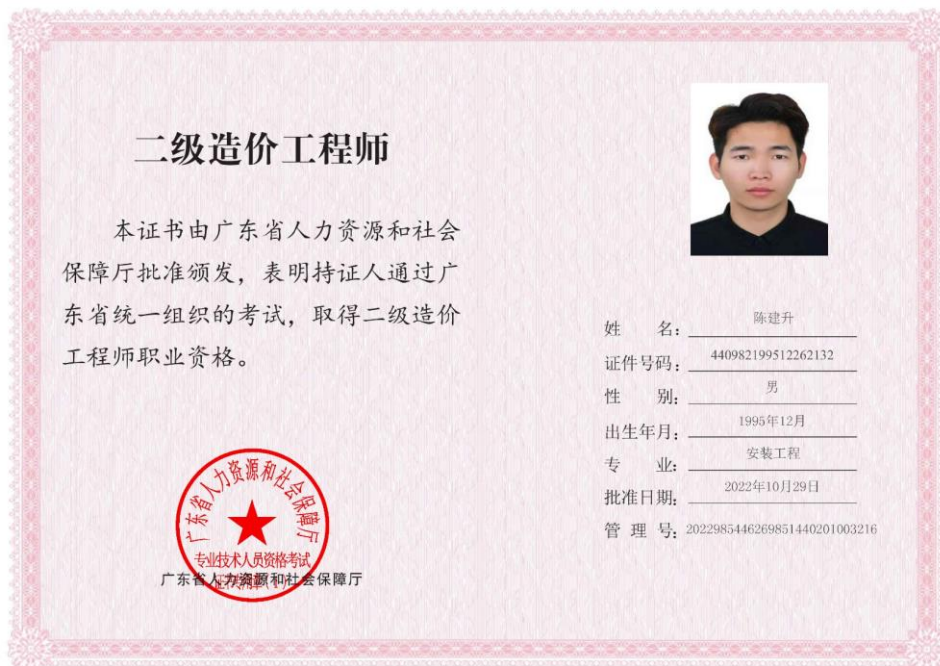 二级造价工程师
本证书由广东省人力资源和社会
保障厅批准颁发，表明持证人通过广
东省统一组织的考试，取得二级造价
工程师职业资格。
姓 名：陈建升
证件号码：440982199512262132
性 别：男
出生年月：1995年12月
专 业：安装工程
批准日期：2022年10月29日
管 理 号：20229854462698514402010032​16
广东省人力资源和社会保障厅
专业技术人员资格考试
广东省人力资源和社会保障厅